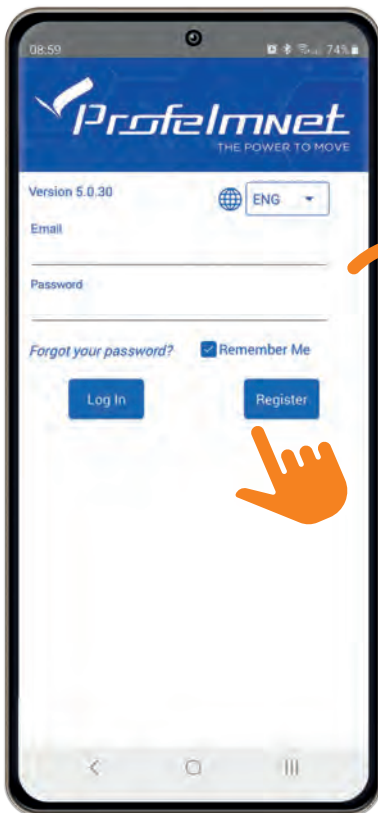 08:59 74%
Profelmnet
THE POWER TO MOVE
Version 5.0.30 ENG
Email
Password
Forgot your password? Remember Me
Log In Register